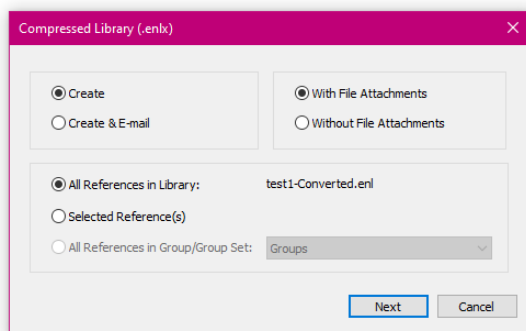 Compressed Library (.enlx)
Create
With File Attachments
Create & E-mail
Without File Attachments
All References in Library:
test1-Converted.enl
Selected Reference(s)
All References in Group/Group Set:
Groups
Next
Cancel